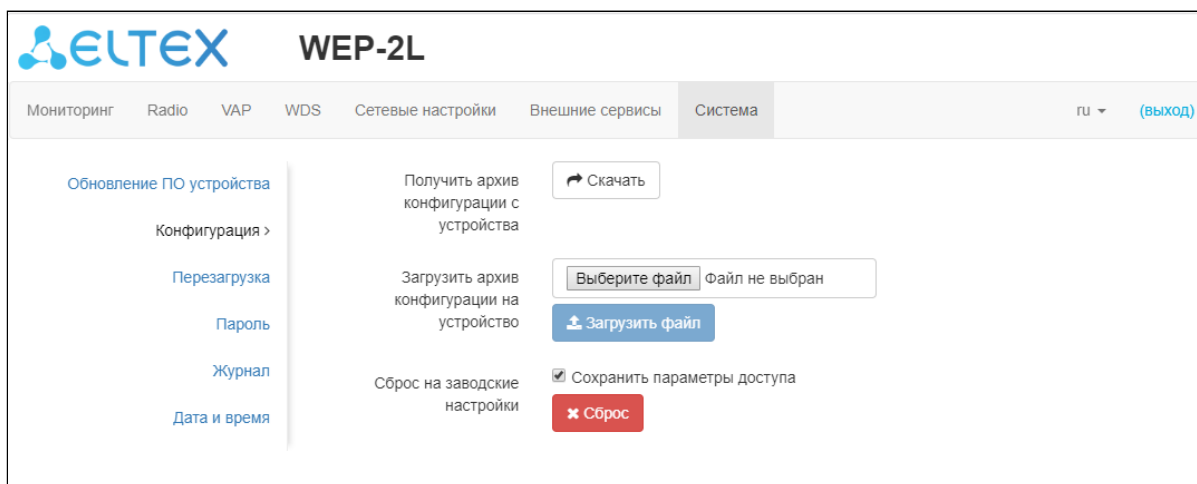 ELTEX WEP-2L
Мониторинг Radio VAP WDS Сетевые настройки Внешние сервисы Система ru (выход)
Обновление ПО устройства
Конфигурация >
Перезагрузка
Пароль
Журнал
Дата и время
Получить архив
конфигурации с
устройства
Скачать
Загрузить архив
конфигурации на
устройство
Выберите файл Файл не выбран
Загрузить файл
Сброс на заводские
настройки
Сохранить параметры доступа
Сброс